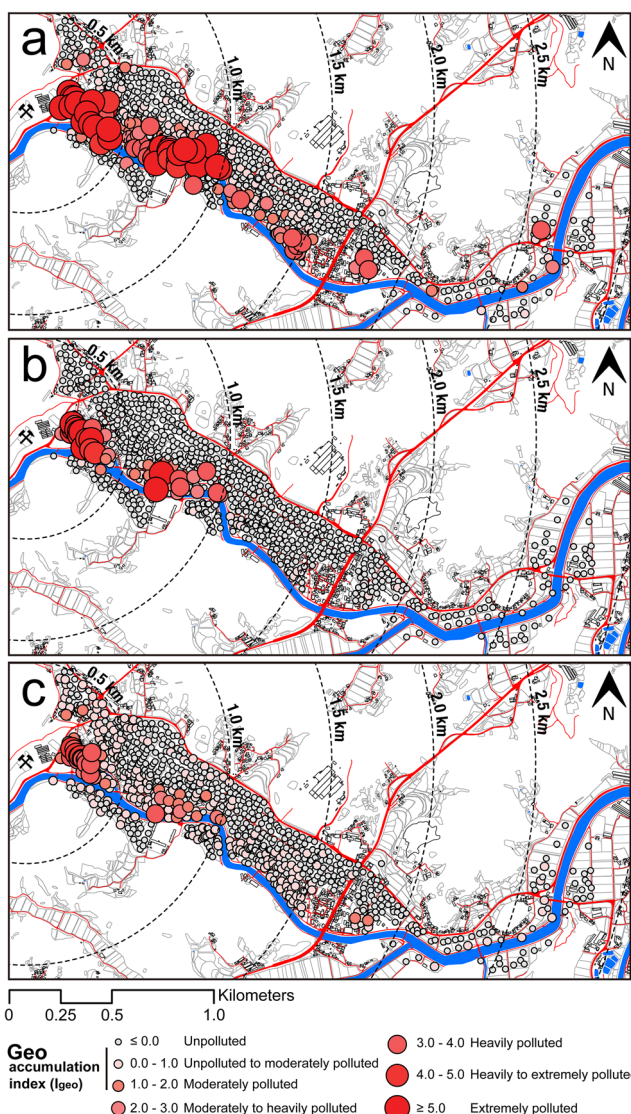 a
0.5 km
1.0 km
1.5 km
2.0 km
2.5 km
N
b
0.5 km
1.0 km
1.5 km
2.0 km
2.5 km
N
c
0.5 km
1.0 km
1.5 km
2.0 km
2.5 km
N
Kilometers
0 0.25 0.5 1.0
Geo accumulation index (Igeo)
≤ 0.0 Unpolluted
0.0 - 1.0 Unpolluted to moderately polluted
1.0 - 2.0 Moderately polluted
2.0 - 3.0 Moderately to heavily polluted
3.0 - 4.0 Heavily polluted
4.0 - 5.0 Heavily to extremely polluted
≥ 5.0 Extremely polluted